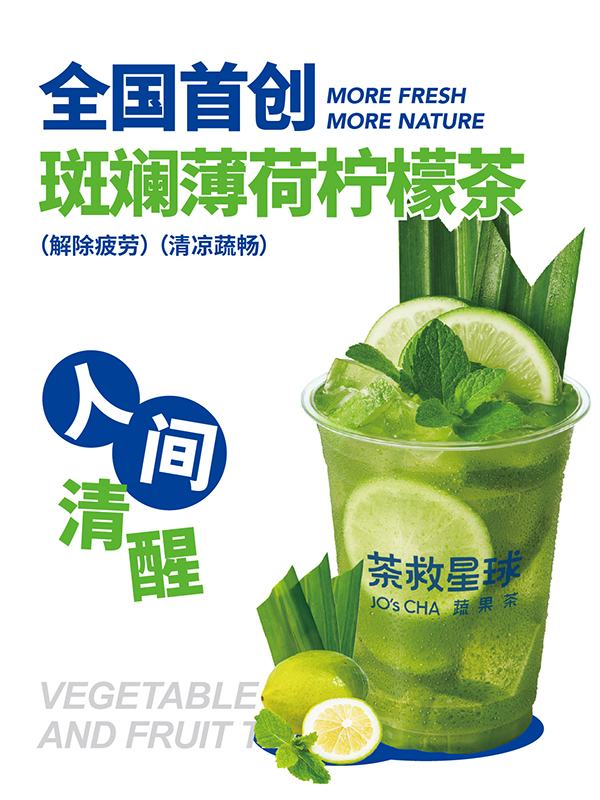 全国首创
MORE FRESH
MORE NATURE
斑斓薄荷柠檬茶
（解除疲劳）（清凉蔬畅）
人间
清醒
茶救星球
JO's CHA 蔬果茶
VEGETABLE
AND FRUIT T